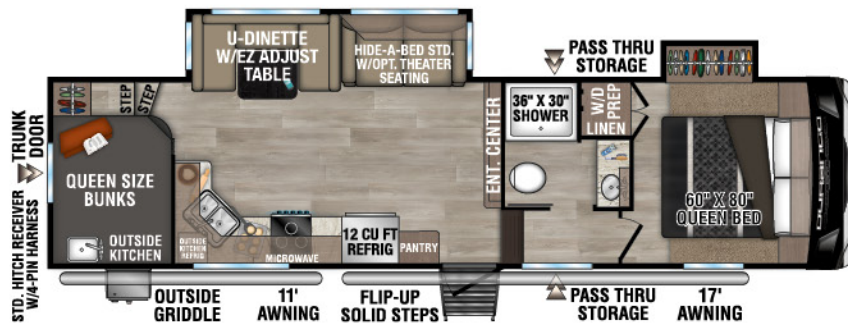 U-DINETTE
W/EZ ADJUST
TABLE
HIDE-A-BED STD.
W/OPT. THEATER
SEATING
PASS THRU
STORAGE
STD. HITCH RECEIVER
W/4-PIN HARNESS
TRUNK
DOOR
STEP
STEP
QUEEN SIZE
BUNKS
OUTSIDE
KITCHEN
OUTSIDE
KITCHEN
REFRIG
MICROWAVE
12 CU FT
REFRIG
PANTRY
ENT. CENTER
36" X 30"
SHOWER
W/D
PREP
LINEN
60" X 80"
QUEEN BED
DURANGO
OUTSIDE
GRIDDLE
11'
AWNING
FLIP-UP
SOLID STEPS
PASS THRU
STORAGE
17'
AWNING